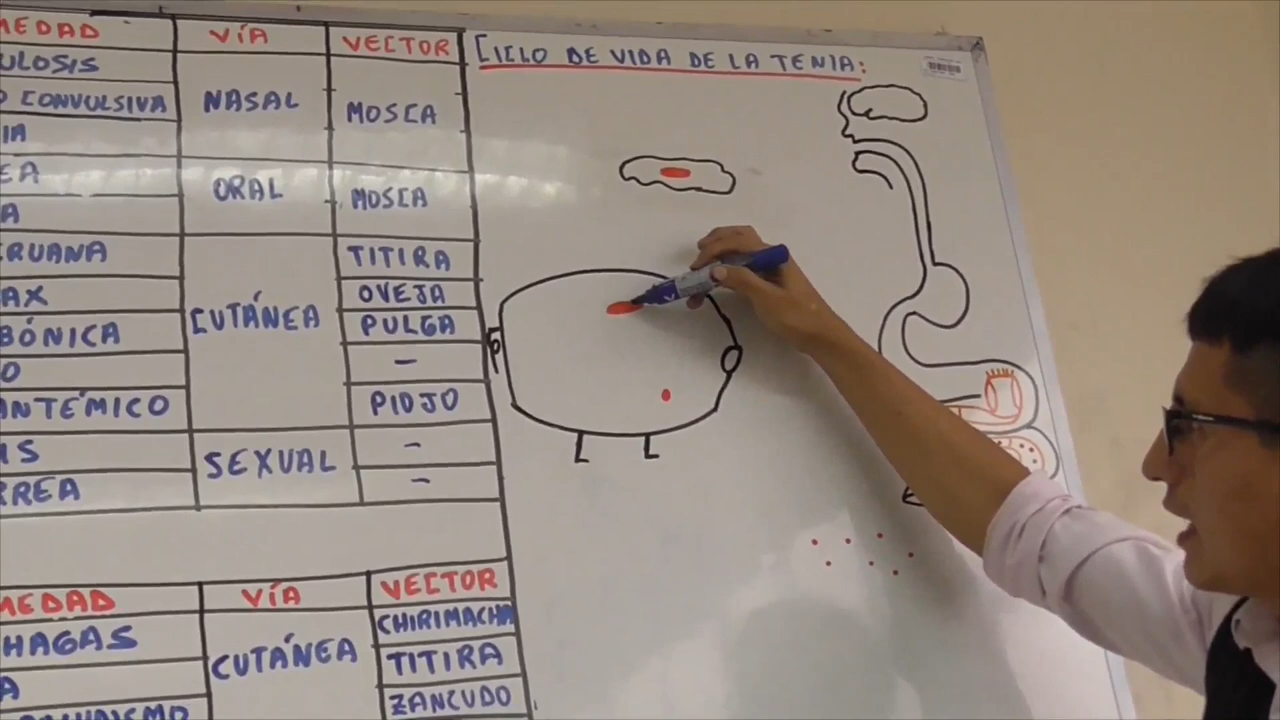 MEDAD VÍA VECTOR
ULOSIS NASAL MOSCA
O CONVULSIVA
IA
EA ORAL MOSCA
A
ERUANA CUTÁNEA TITIRA
AX OVEJA
BÓNICA PULGA
O -
ANTÉMICO PIOJO
IS SEXUAL -
RREA -
MEDAD VÍA VECTOR
HAGAS CUTÁNEA CHIRIMACHA
A TITIRA
ZANCUDO
CICLO DE VIDA DE LA TENIA: